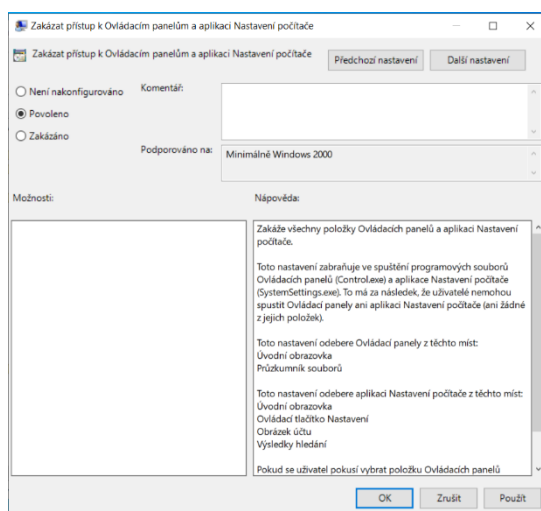 Zakázat přístup k Ovládacím panelům a aplikaci Nastavení počítače
Zakázat přístup k Ovládacím panelům a aplikaci Nastavení počítače
Předchozí nastavení
Další nastavení
Není nakonfigurováno
Komentář:
Povoleno
Zakázáno
Podporováno na:
Minimálně Windows 2000
Možnosti:
Nápověda:
Zakáže všechny položky Ovládacích panelů a aplikaci Nastavení
počítače.
Toto nastavení zabraňuje ve spuštění programových souborů
Ovládacích panelů (Control.exe) a aplikace Nastavení počítače
(SystemSettings.exe). To má za následek, že uživatelé nemohou
spustit Ovládací panely ani aplikaci Nastavení počítače (ani žádné
z jejich položek).
Toto nastavení odebere Ovládací panely z těchto míst:
Úvodní obrazovka
Průzkumník souborů
Toto nastavení odebere aplikaci Nastavení počítače z těchto míst:
Úvodní obrazovka
Ovládací tlačítko Nastavení
Obrázek účtu
Výsledky hledání
Pokud se uživatel pokusí vybrat položku Ovládacích panelů
OK
Zrušit
Použít